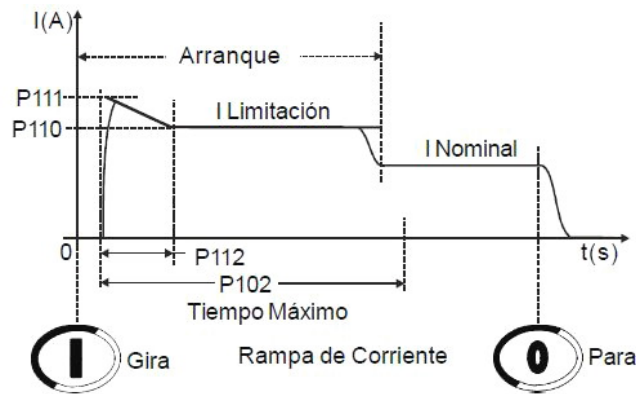 I(A)
Arranque
P111
I Limitación
P110
I Nominal
0
P112
t(s)
P102
Tiempo Máximo
I
Gira
Rampa de Corriente
0
Para